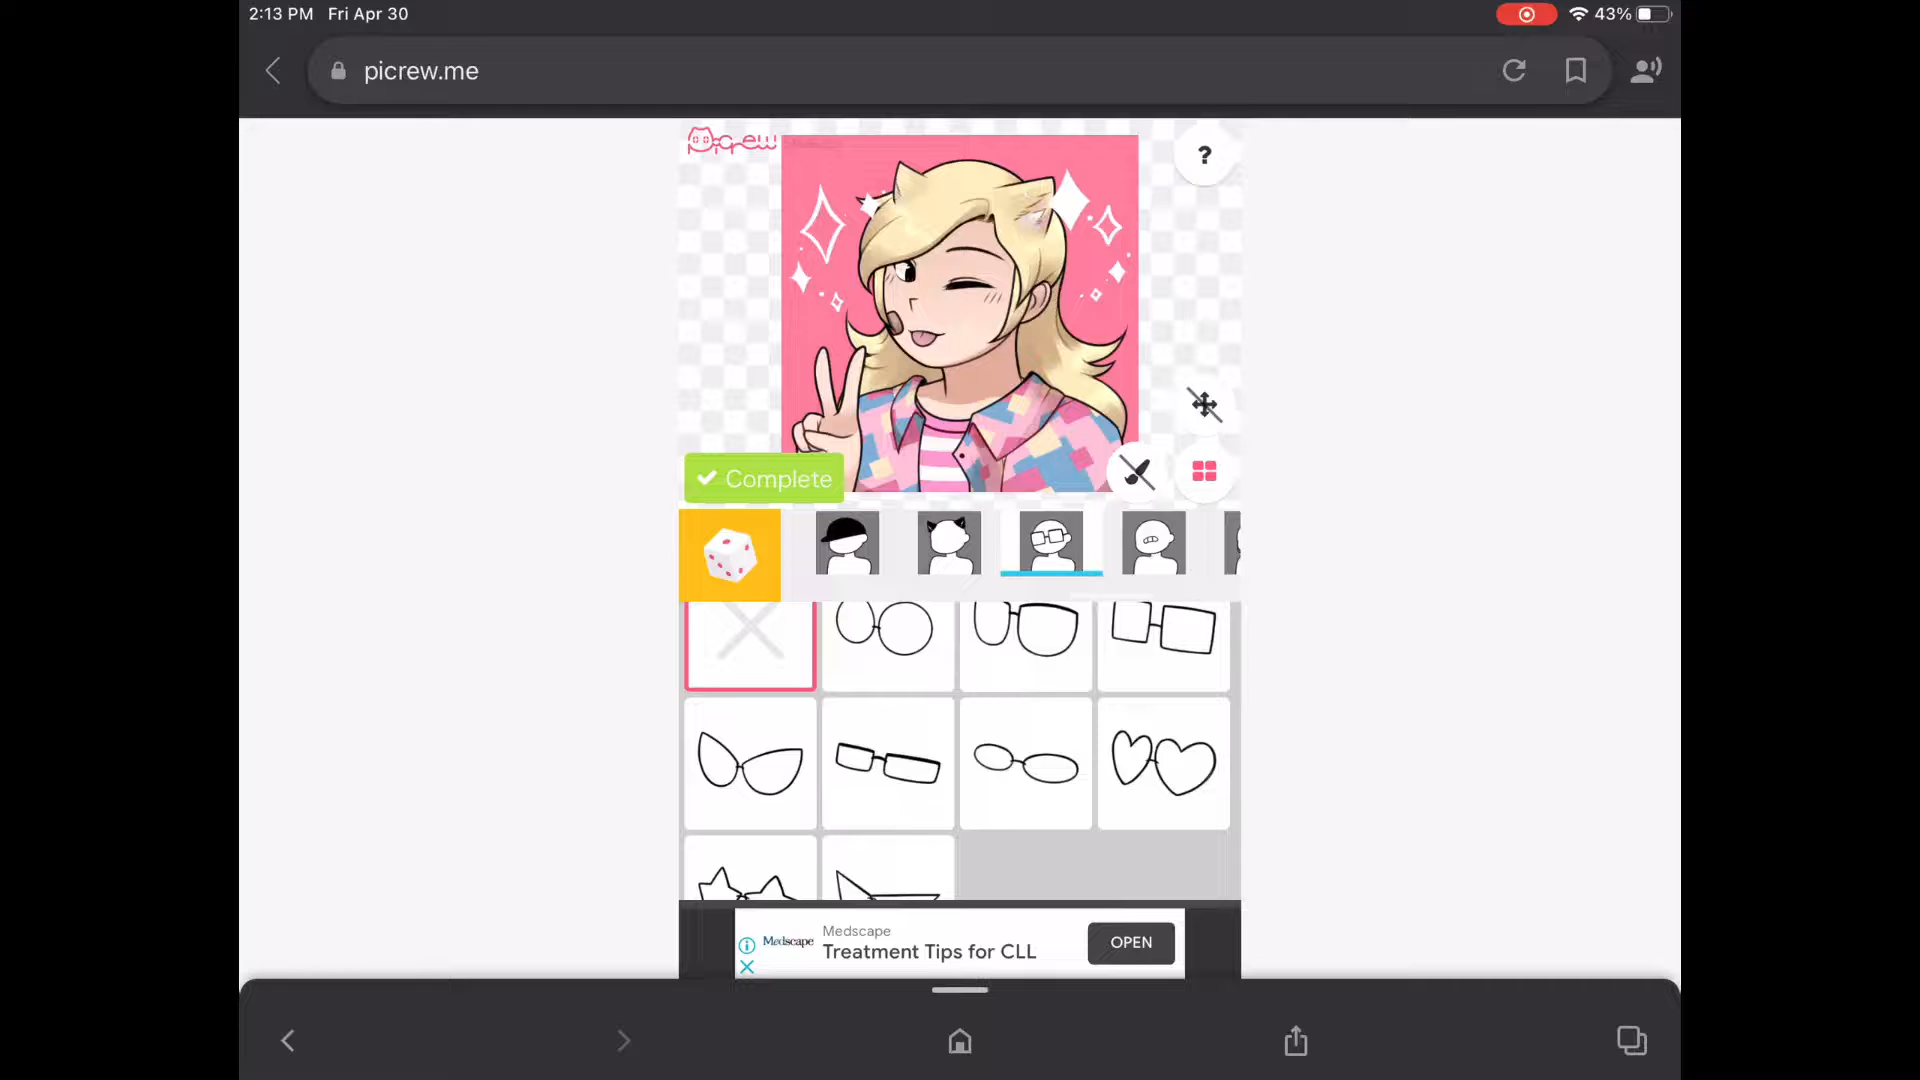 2:13 PM Fri Apr 30
43%
picrew.me
picrew
?
Complete
Medscape
Medscape
Treatment Tips for CLL
OPEN